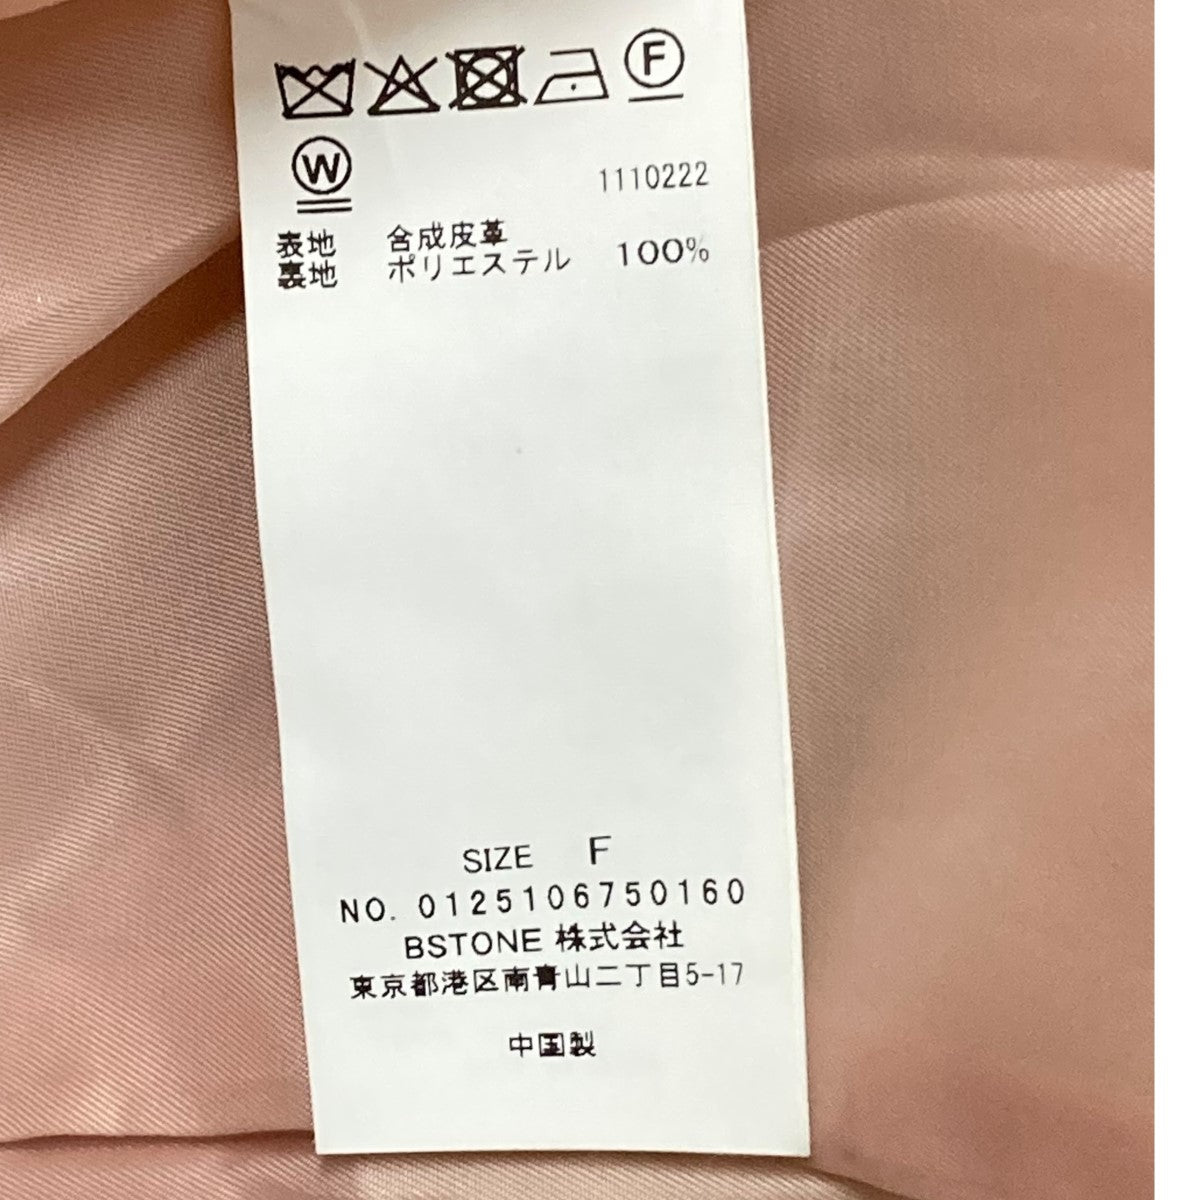 F
W
1110222
表地 合成皮革
裏地 ポリエステル 100%
SIZE F
NO. 0125106750160
BSTONE 株式会社
東京都港区南青山二丁目5-17
中国製